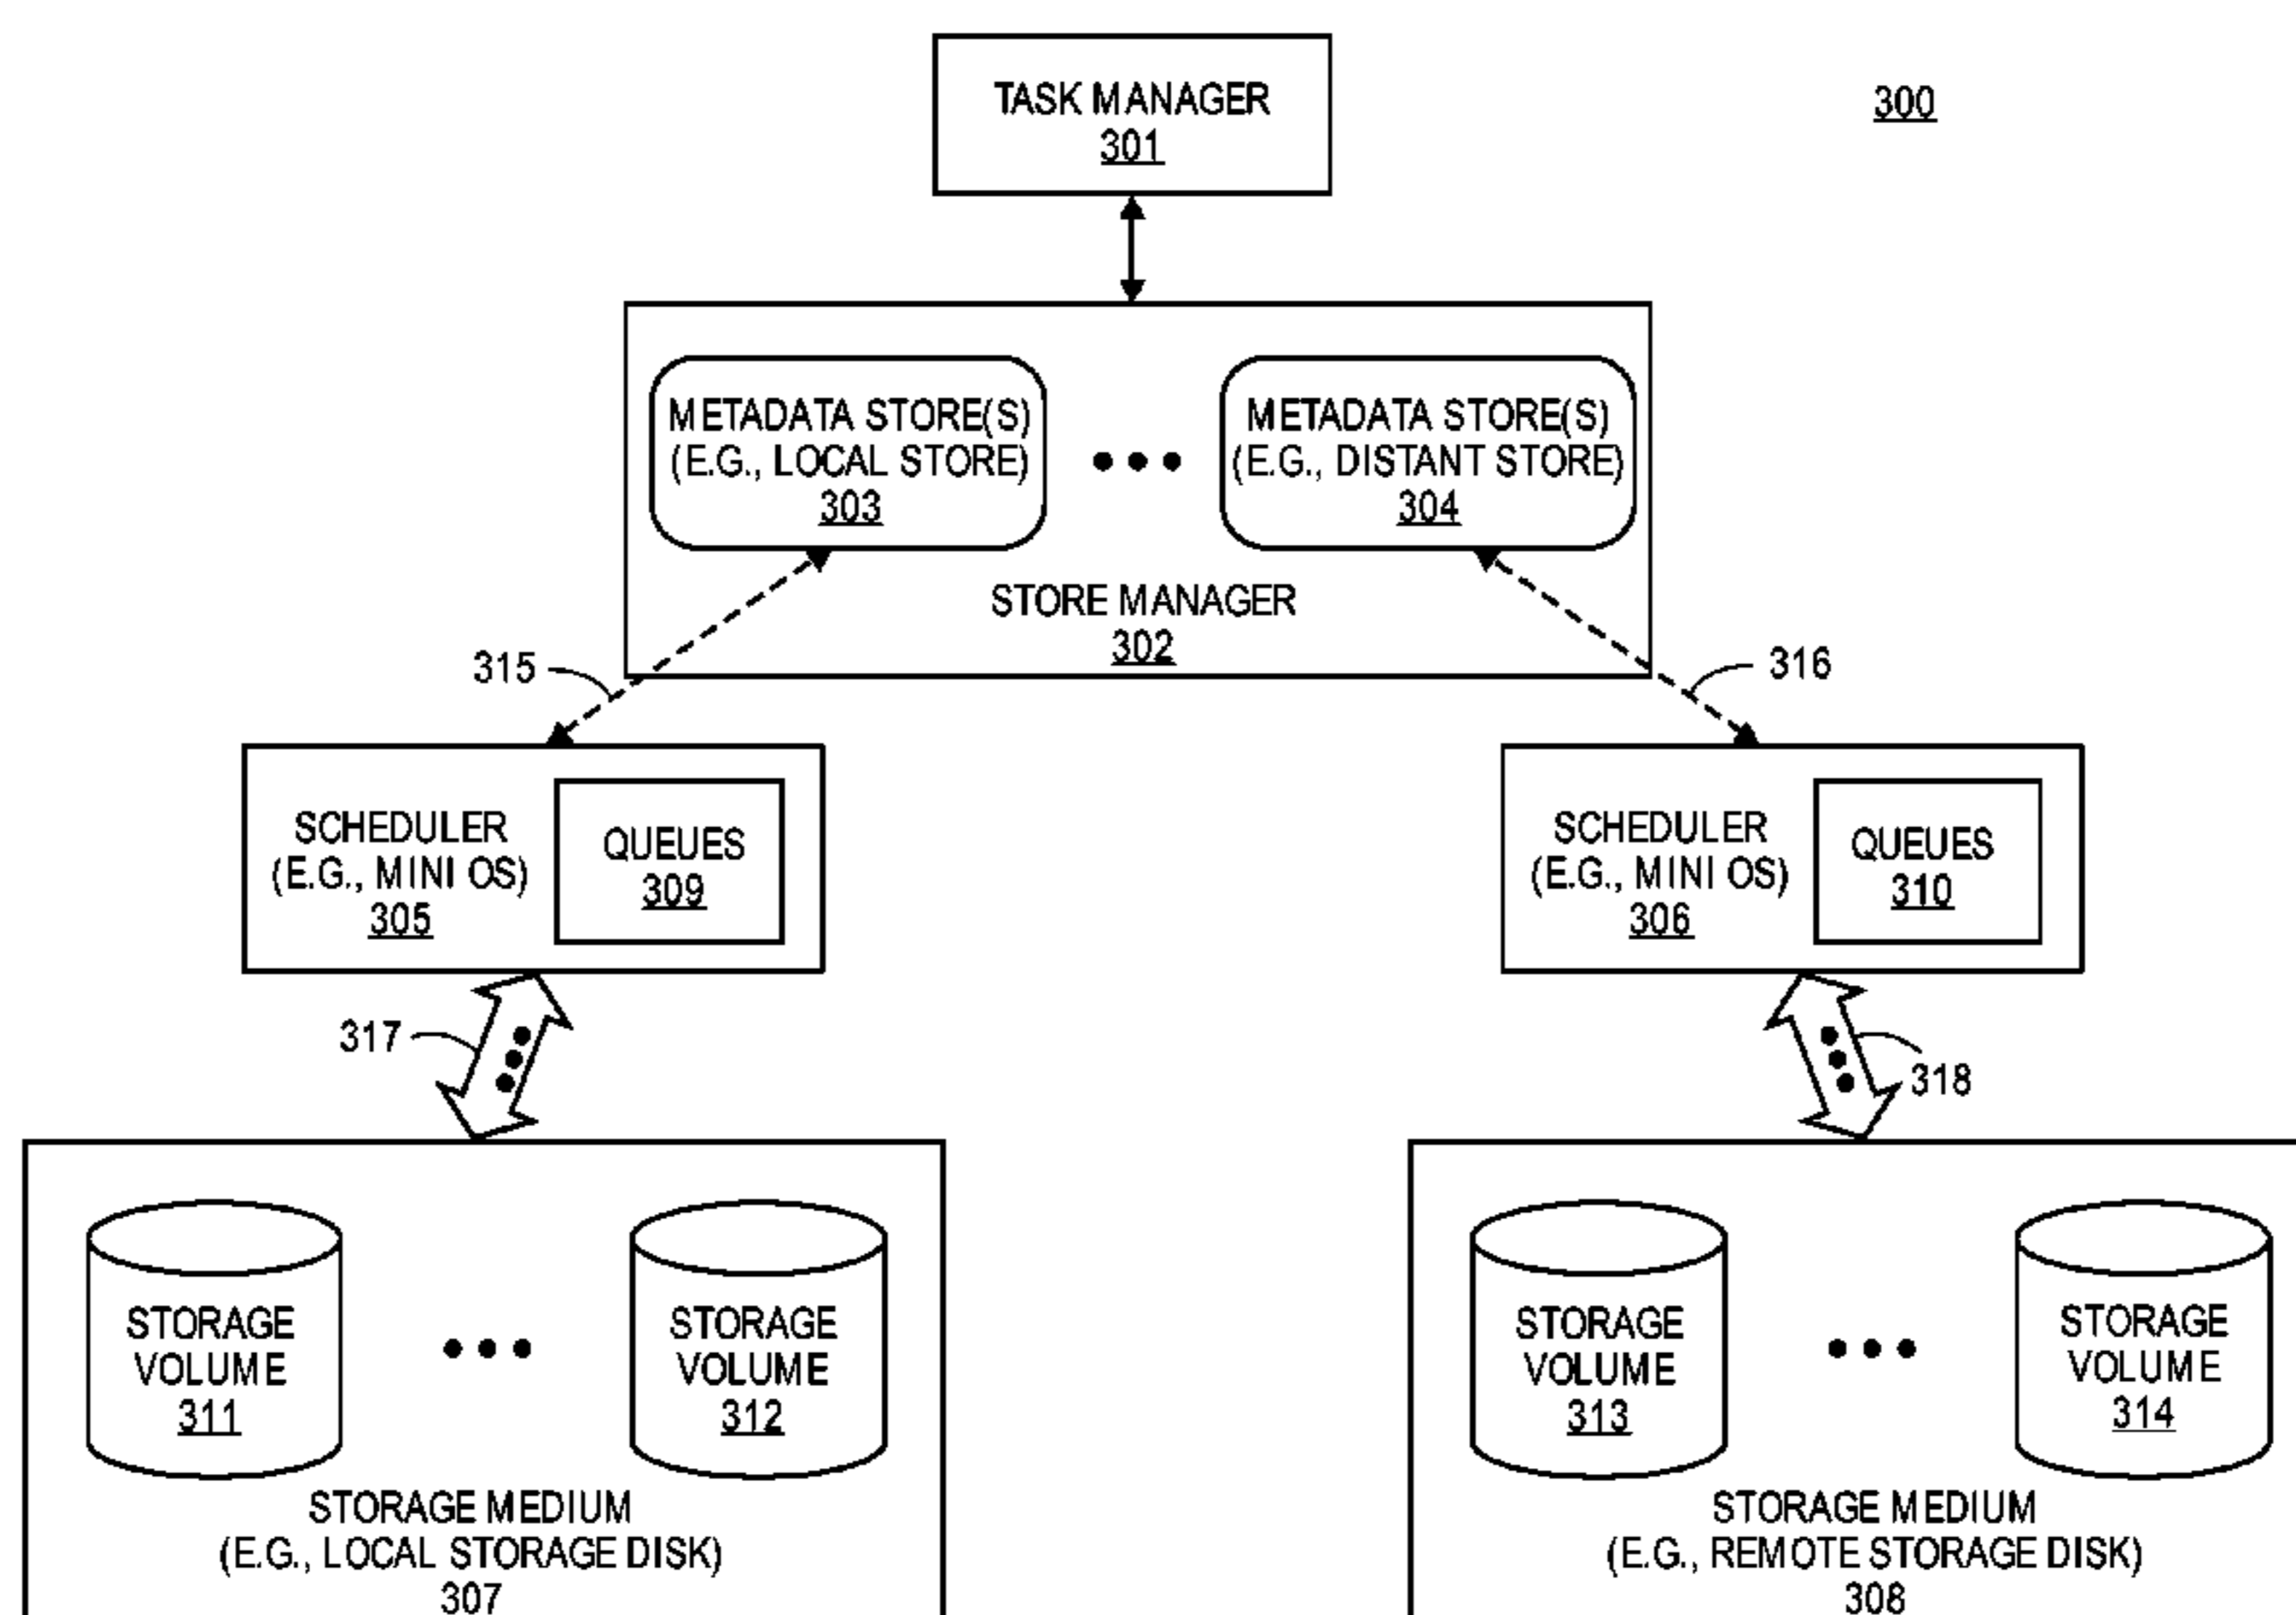 TASK MANAGER
301
300
METADATA STORE(S)
(E.G., LOCAL STORE)
303
METADATA STORE(S)
(E.G., DISTANT STORE)
304
STORE MANAGER
302
315
316
SCHEDULER
(E.G., MINI OS)
305
QUEUES
309
SCHEDULER
(E.G., MINI OS)
306
QUEUES
310
317
318
STORAGE
VOLUME
311
STORAGE
VOLUME
312
STORAGE MEDIUM
(E.G., LOCAL STORAGE DISK)
307
STORAGE
VOLUME
313
STORAGE
VOLUME
314
STORAGE MEDIUM
(E.G., REMOTE STORAGE DISK)
308